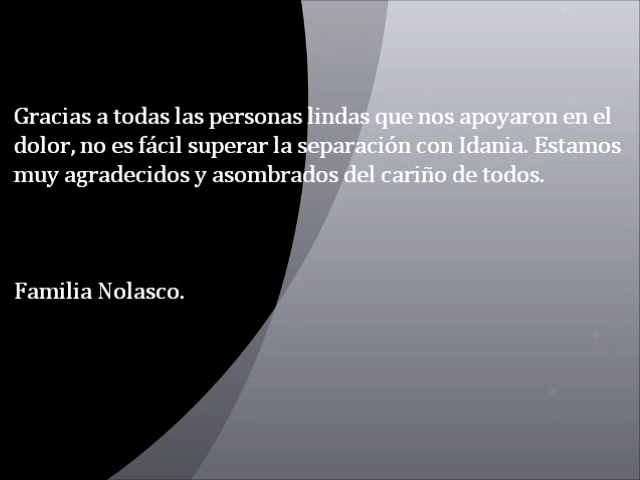 Gracias a todas las personas lindas que nos apoyaron en el
dolor, no es fácil superar la separación con Idania. Estamos
muy agradecidos y asombrados del cariño de todos.
Familia Nolasco.